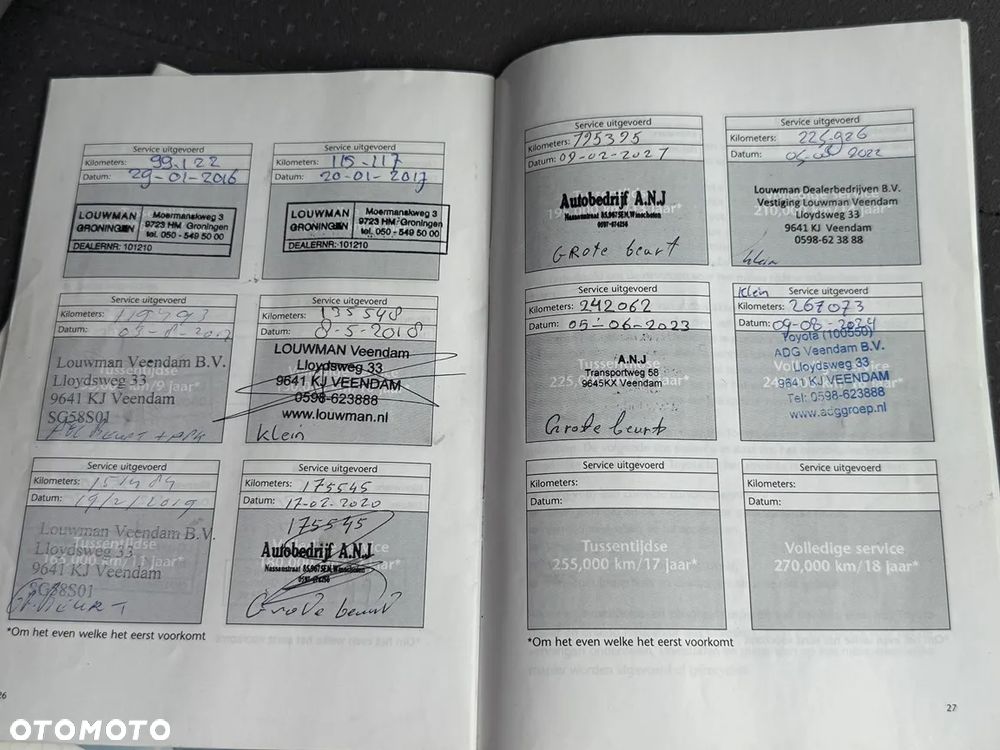 Service uitgevoerd
Kilometers: 99.122
Datum: 29-01-2016
LOUWMAN
GRONINGEN
Moermanskweg 3
9723 HM Groningen
tel. 050 - 549 50 00
DEALERNR: 101210
Service uitgevoerd
Kilometers: 115-117
Datum: 20-01-2017
LOUWMAN
GRONINGEN
Moermanskweg 3
9723 HM Groningen
tel. 050 - 549 50 00
DEALERNR: 101210
Service uitgevoerd
Kilometers:
Datum:
Louwman Veendam B.V.
Lloydsweg 33
9641 KJ Veendam
SG58S01
Service uitgevoerd
Kilometers: 135548
Datum: 8-5-2018
LOUWMAN Veendam
Lloydsweg 33
9641 KJ VEENDAM
0598-623888
www.louwman.nl
Klein
Service uitgevoerd
Kilometers:
Datum: 19/2/2019
Louwman Veendam B.V.
Lloydsweg 33
9641 KJ Veendam
SG58S01
BEURT
Service uitgevoerd
Kilometers: 175545
Datum: 17-02-2020
175545
Autobedrijf A.N.J
Grote beurt
*Om het even welke het eerst voorkomt
26
Service uitgevoerd
Kilometers: 195395
Datum: 09-02-2021
Autobedrijf A.N.J
Grote beurt
Service uitgevoerd
Kilometers: 225.926
Datum: 2022
Louwman Dealerbedrijven B.V.
Vestiging Louwman Veendam
Lloydsweg 33
9641 KJ Veendam
0598-62 38 88
Klein
Service uitgevoerd
Kilometers: 242062
Datum: 05-06-2023
A.N.J
Transportweg 58
9645KX Veendam
Grote beurt
Klein
Service uitgevoerd
Kilometers: 267073
Datum: 09-08-2024
Toyota (100550)
ADG Veendam B.V.
Lloydsweg 33
9641 KJ VEENDAM
Tel: 0598-623888
www.adggroep.nl
Service uitgevoerd
Kilometers:
Datum:
Tussentijdse
255,000 km/17 jaar*
Service uitgevoerd
Kilometers:
Datum:
Volledige service
270,000 km/18 jaar*
*Om het even welke het eerst voorkomt
27
OTOMOTO